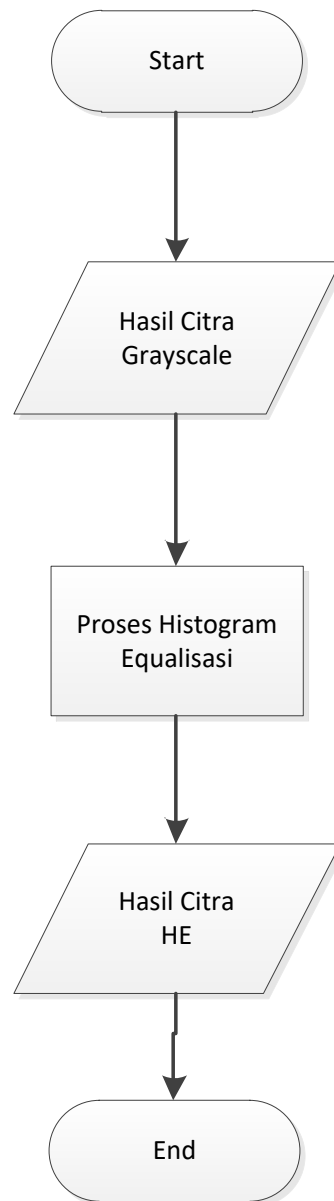 Start
Hasil Citra
Grayscale
Proses Histogram
Equalisasi
Hasil Citra
HE
End